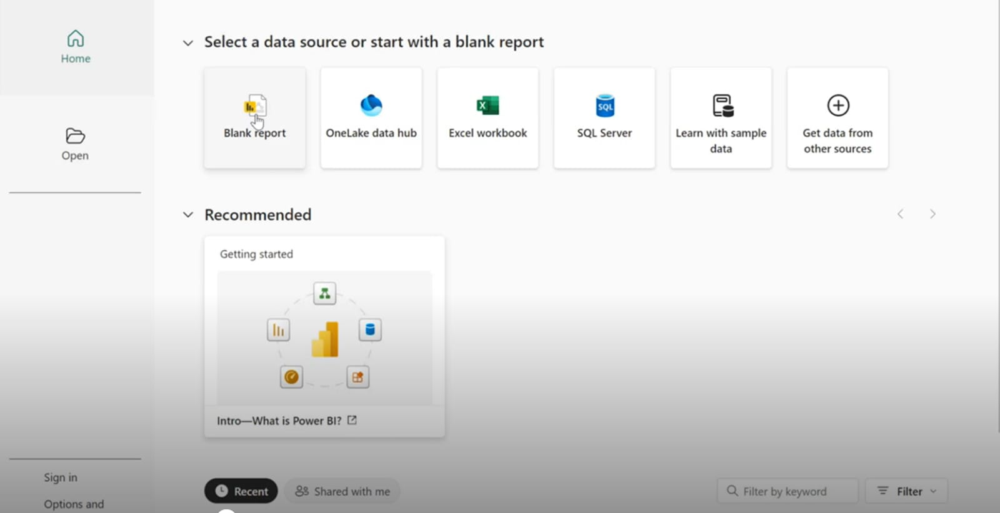 Home
Open
Sign in
Options and
Select a data source or start with a blank report
Blank report
OneLake data hub
Excel workbook
SQL
SQL Server
Learn with sample
data
Get data from
other sources
Recommended
Getting started
Intro—What is Power BI?
Recent
Shared with me
Filter by keyword
Filter